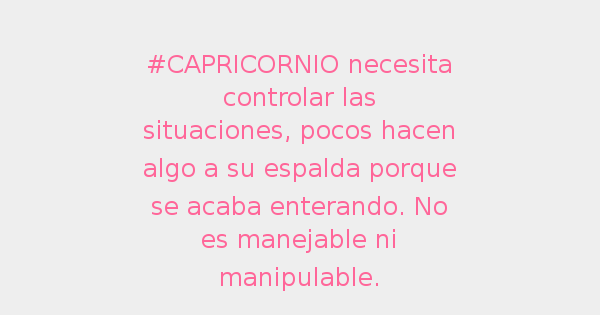 #CAPRICORNIO necesita
controlar las
situaciones, pocos hacen
algo a su espalda porque
se acaba enterando. No
es manejable ni
manipulable.